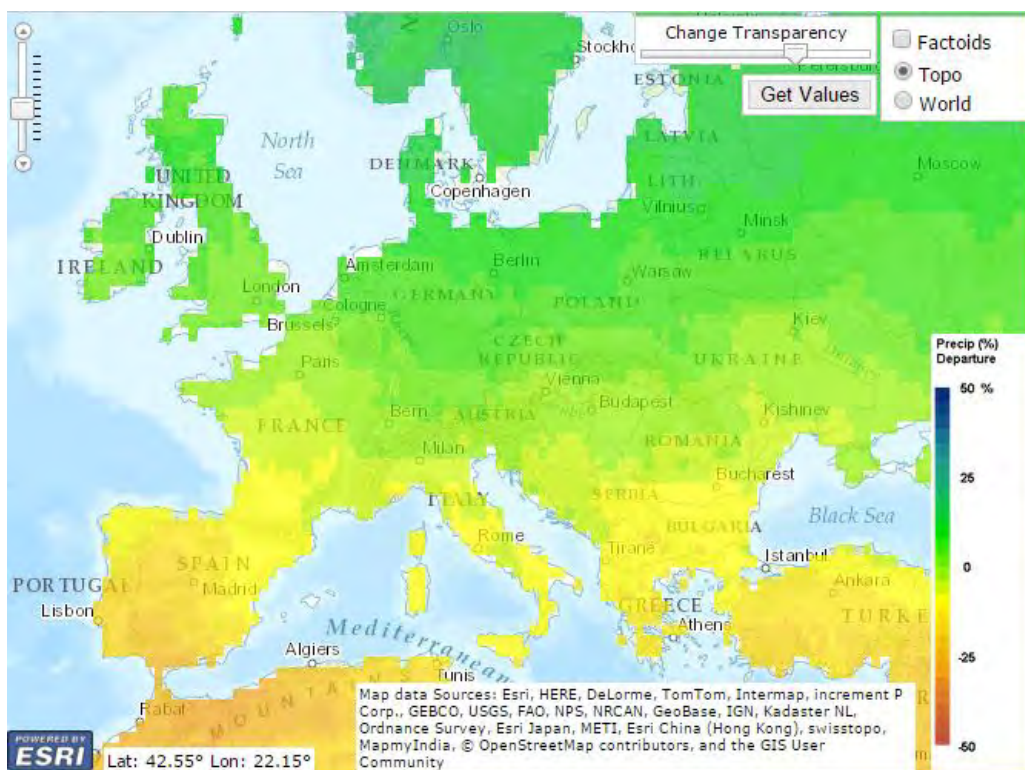 Oslo
Stockho
Change Transparency
Petersburg
Factoids
Topo
World
ESTONIA
Get Values
North
Sea
LATVIA
DENMARK
Moscow
UNITED
KINGDOM
Copenhagen
LITH.
Vilnius
Minsk
Dublin
BELARUS
IRELAND
Amsterdam
Berlin
Warsaw
London
GERMANY
POLAND
Cologne
Brussels
Kiev
CZECH
REPUBLIC
UKRAINE
Paris
Vienna
Precip (%)
Departure
50 %
Budapest
Bern
AUSTRIA
Kishinev
FRANCE
Milan
ROMANIA
Bucharest
25
ITALY
SERBIA
Black Sea
BULGARIA
Rome
Tirane
Istanbul
0
SPAIN
PORTUGAL
Madrid
Ankara
Lisbon
GREECE
TURKE
Athens
Mediterranean
Algiers
Tunis
-25
MOUNTAINS
Rabat
Map data Sources: Esri, HERE, DeLorme, TomTom, Intermap, increment P
Corp., GEBCO, USGS, FAO, NPS, NRCAN, GeoBase, IGN, Kadaster NL,
Ordnance Survey, Esri Japan, METI, Esri China (Hong Kong), swisstopo,
MapmyIndia, © OpenStreetMap contributors, and the GIS User
Community
-50
POWERED BY
ESRI
Lat: 42.55° Lon: 22.15°